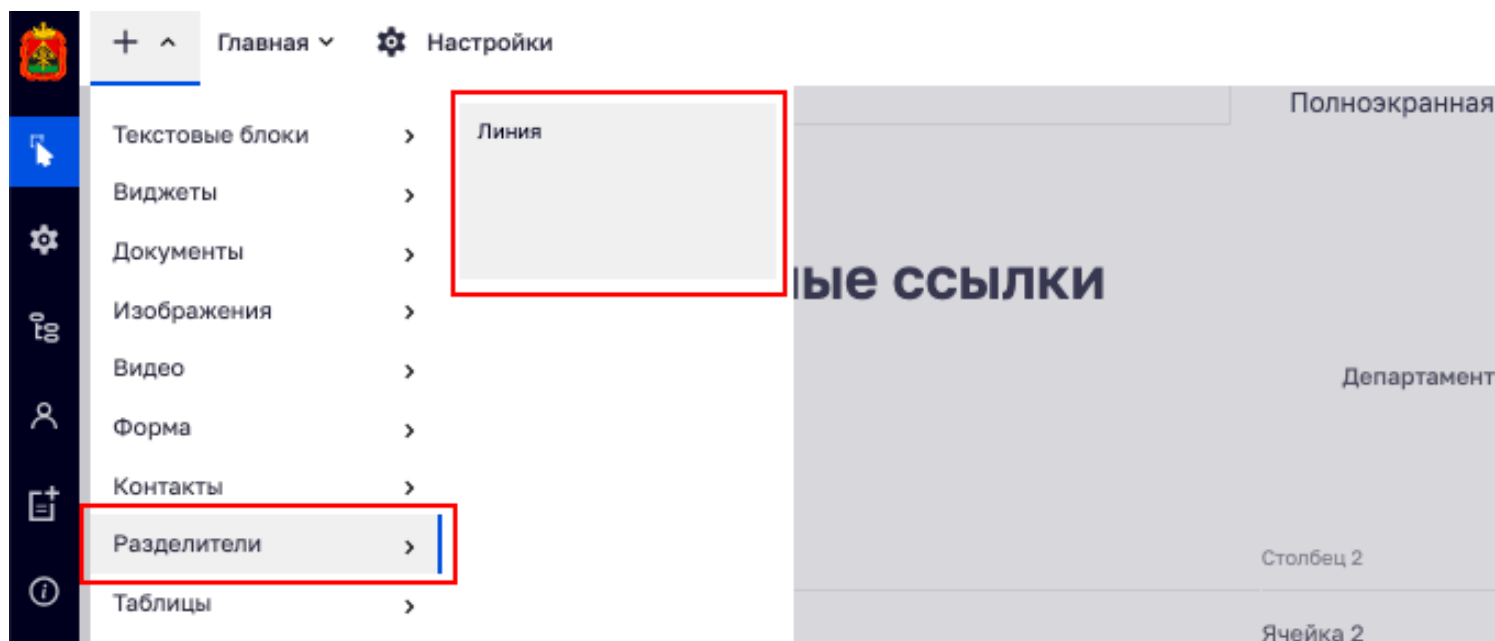 Главная
Настройки
Текстовые блоки
Виджеты
Документы
Изображения
Видео
Форма
Контакты
Разделители
Таблицы
Линия
Полноэкранная
ые ссылки
Департамент
Столбец 2
Ячейка 2